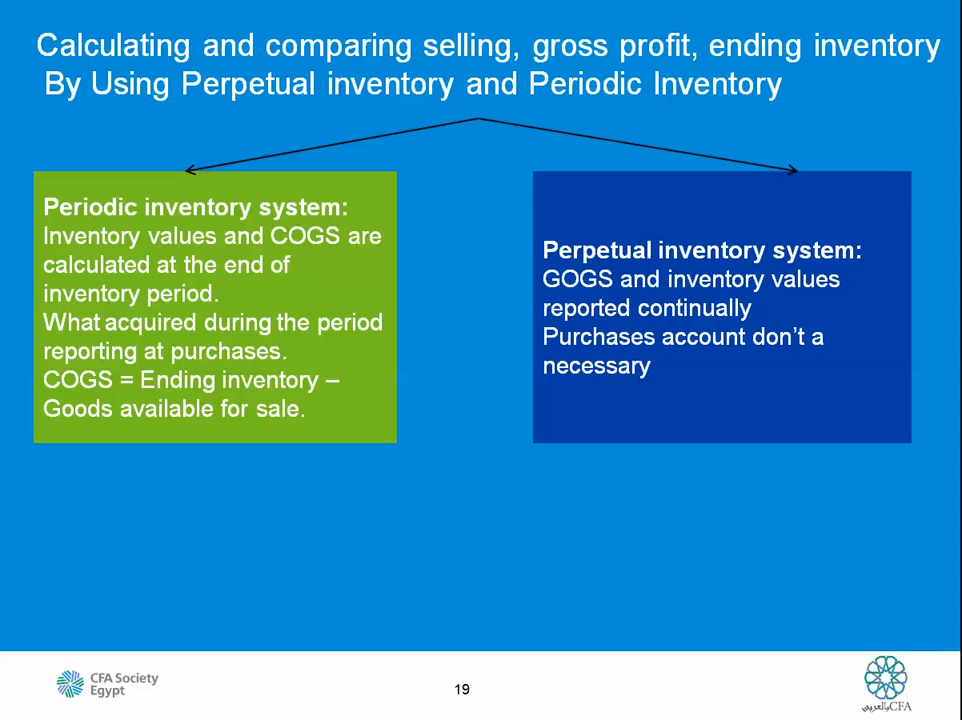 Calculating and comparing selling, gross profit, ending inventory
By Using Perpetual inventory and Periodic Inventory
Periodic inventory system:
Inventory values and COGS are
calculated at the end of
inventory period.
What acquired during the period
reporting at purchases.
COGS = Ending inventory –
Goods available for sale.
Perpetual inventory system:
GOGS and inventory values
reported continually
Purchases account don’t a
necessary
CFA Society
Egypt
19
CFAبالعربي